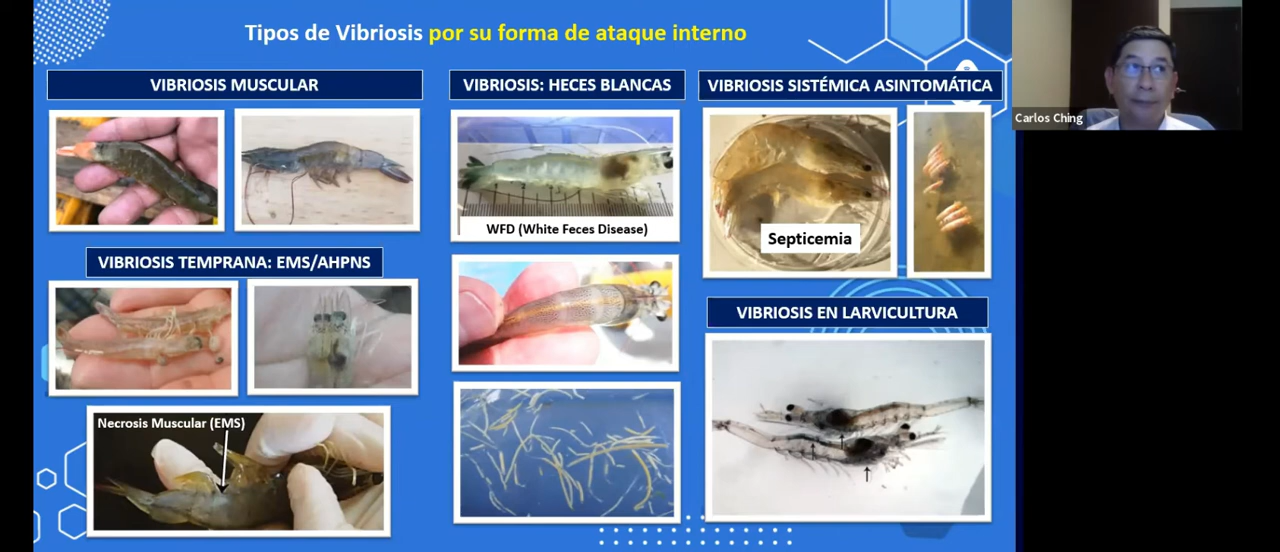 Tipos de Vibriosis por su forma de ataque interno
VIBRIOSIS MUSCULAR
VIBRIOSIS: HECES BLANCAS
VIBRIOSIS SISTÉMICA ASINTOMÁTICA
Carlos Ching
WFD (White Feces Disease)
Septicemia
VIBRIOSIS TEMPRANA: EMS/AHPNS
VIBRIOSIS EN LARVICULTURA
Necrosis Muscular (EMS)